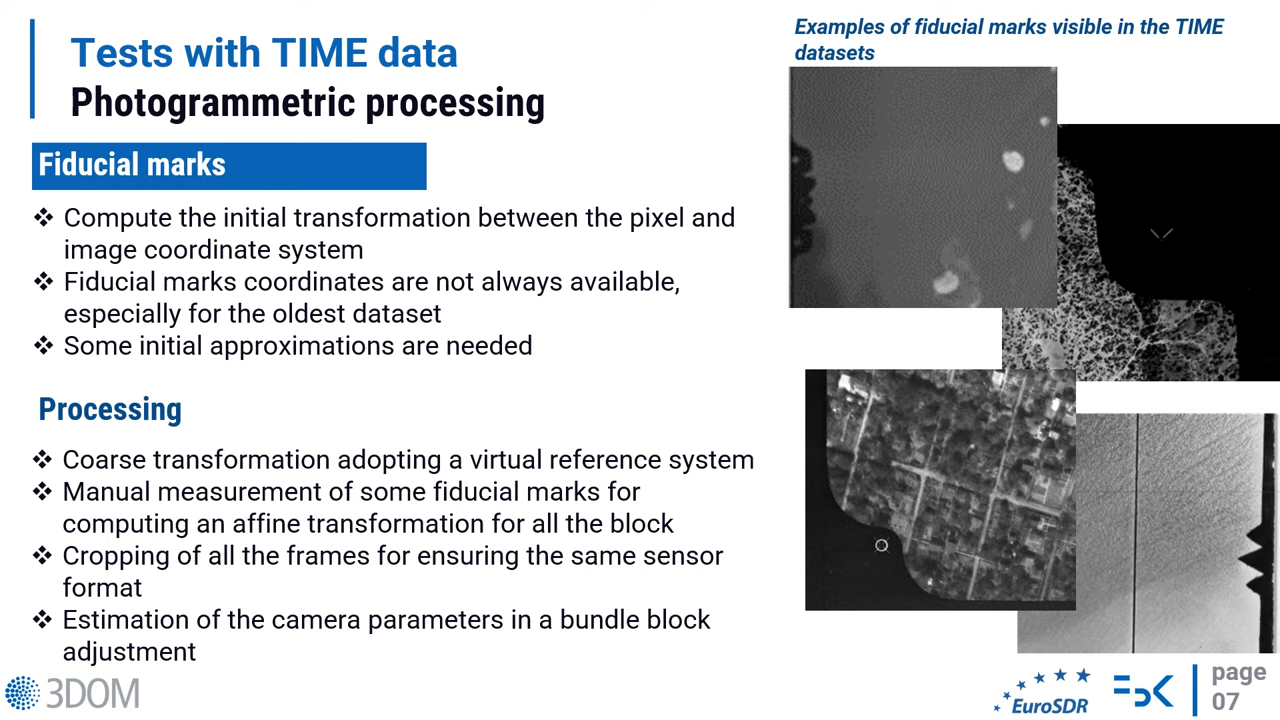 Tests with TIME data
Photogrammetric processing
Fiducial marks
❖ Compute the initial transformation between the pixel and
image coordinate system
❖ Fiducial marks coordinates are not always available,
especially for the oldest dataset
❖ Some initial approximations are needed
Processing
❖ Coarse transformation adopting a virtual reference system
❖ Manual measurement of some fiducial marks for
computing an affine transformation for all the block
❖ Cropping of all the frames for ensuring the same sensor
format
❖ Estimation of the camera parameters in a bundle block
adjustment
Examples of fiducial marks visible in the TIME
datasets
3DOM
EuroSDR
FBK
page
07